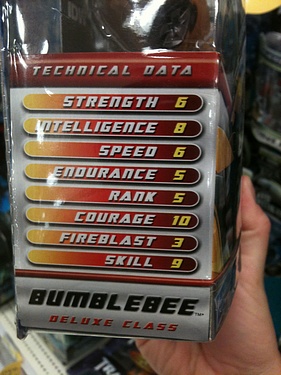 TECHNICAL DATA
STRENGTH 6
INTELLIGENCE 8
SPEED 6
ENDURANCE 5
RANK 5
COURAGE 10
FIREBLAST 3
SKILL 9
BUMBLEBEE™
DELUXE CLASS